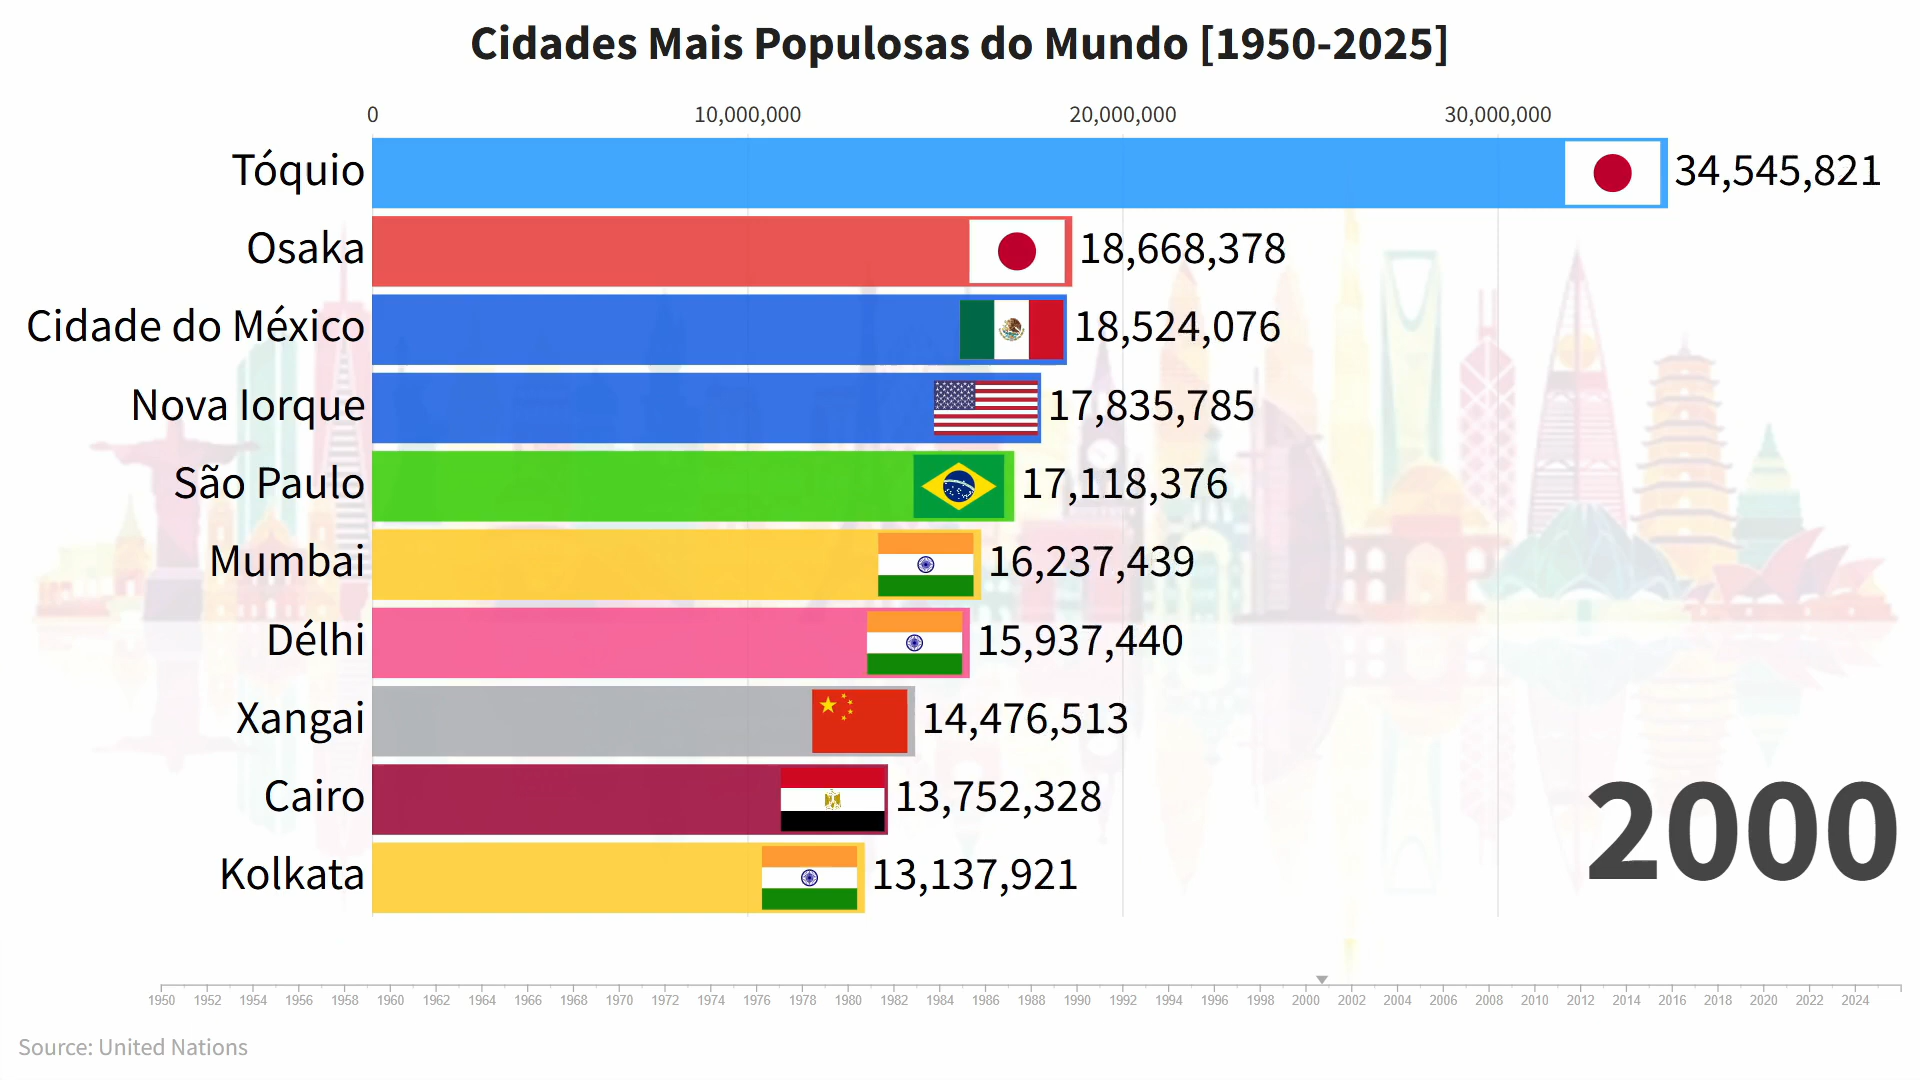 Cidades Mais Populosas do Mundo [1950-2025]
0 10,000,000 20,000,000 30,000,000
Tóquio 34,545,821
Osaka 18,668,378
Cidade do México 18,524,076
Nova Iorque 17,835,785
São Paulo 17,118,376
Mumbai 16,237,439
Délhi 15,937,440
Xangai 14,476,513
Cairo 13,752,328
Kolkata 13,137,921
2000
1950 1952 1954 1956 1958 1960 1962 1964 1966 1968 1970 1972 1974 1976 1978 1980 1982 1984 1986 1988 1990 1992 1994 1996 1998 2000 2002 2004 2006 2008 2010 2012 2014 2016 2018 2020 2022 2024
Source: United Nations